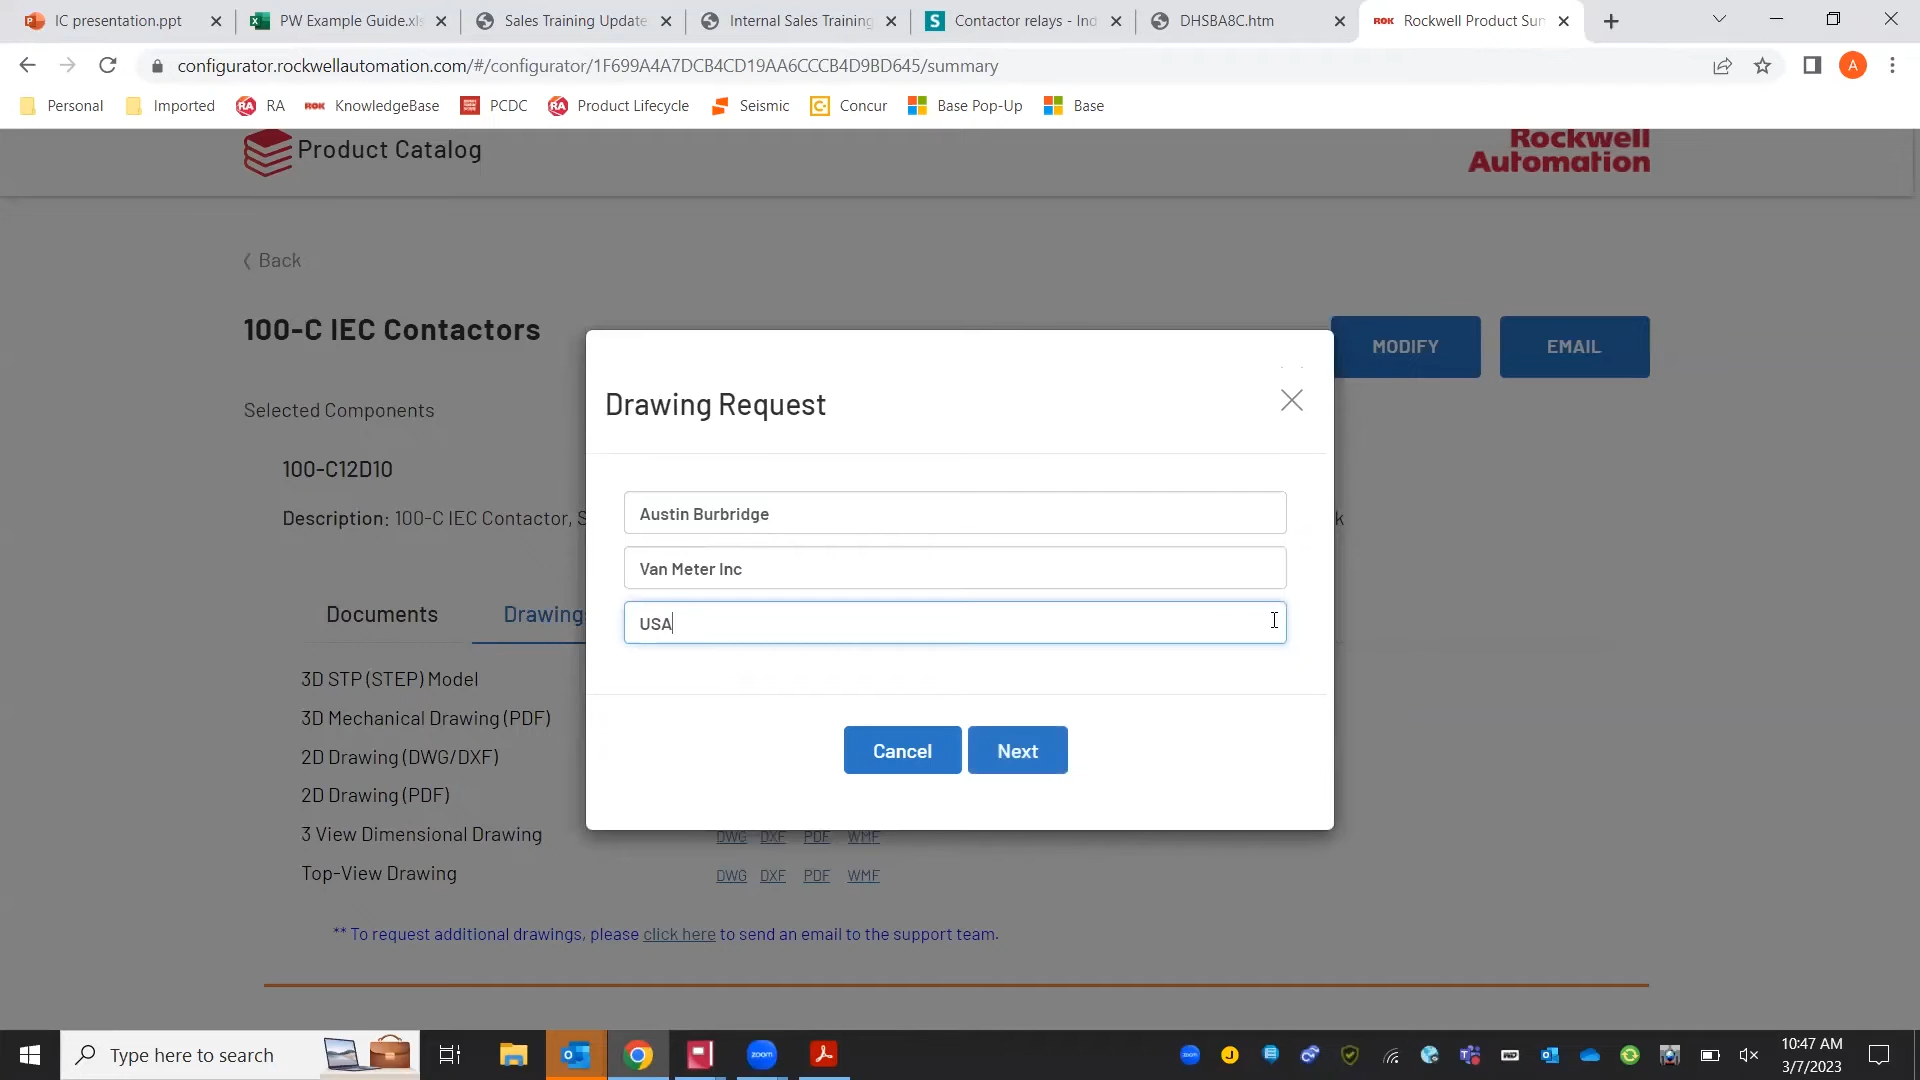 IC presentation.ppt
PW Example Guide.xls
Sales Training Update
Internal Sales Training
Contactor relays - Ind
DHSBA8C.htm
Rockwell Product Sum
configurator.rockwellautomation.com/#/configurator/1F699A4A7DCB4CD19AA6CCCB4D9BD645/summary
A
Personal
Imported
RA
KnowledgeBase
PCDC
Product Lifecycle
Seismic
Concur
Base Pop-Up
Base
Product Catalog
Rockwell
Automation
Back
100-C IEC Contactors
MODIFY
EMAIL
Selected Components
100-C12D10
Description: 100-C IEC Contactor, S
k
Drawing Request
Austin Burbridge
Van Meter Inc
USA
Cancel
Next
Documents
Drawing
3D STP (STEP) Model
3D Mechanical Drawing (PDF)
2D Drawing (DWG/DXF)
2D Drawing (PDF)
3 View Dimensional Drawing DWG DXF PDF WMF
Top-View Drawing DWG DXF PDF WMF
** To request additional drawings, please click here to send an email to the support team.
Type here to search
zoom
10:47 AM
3/7/2023